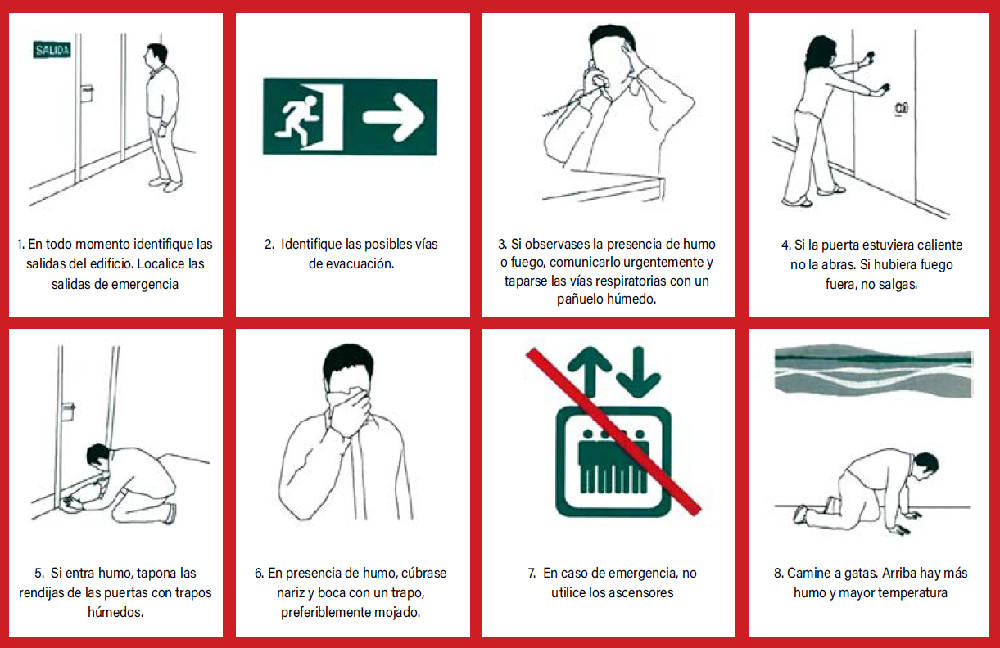 SALIDA
1. En todo momento identifique las
salidas del edificio. Localice las
salidas de emergencia
2. Identifique las posibles vías
de evacuación.
3. Si observases la presencia de humo
o fuego, comunicarlo urgentemente y
taparse las vías respiratorias con un
pañuelo húmedo.
4. Si la puerta estuviera caliente
no la abras. Si hubiera fuego
fuera, no salgas.
5. Si entra humo, tapona las
rendijas de las puertas con trapos
húmedos.
6. En presencia de humo, cúbrase
nariz y boca con un trapo,
preferiblemente mojado.
7. En caso de emergencia, no
utilice los ascensores
8. Camine a gatas. Arriba hay más
humo y mayor temperatura